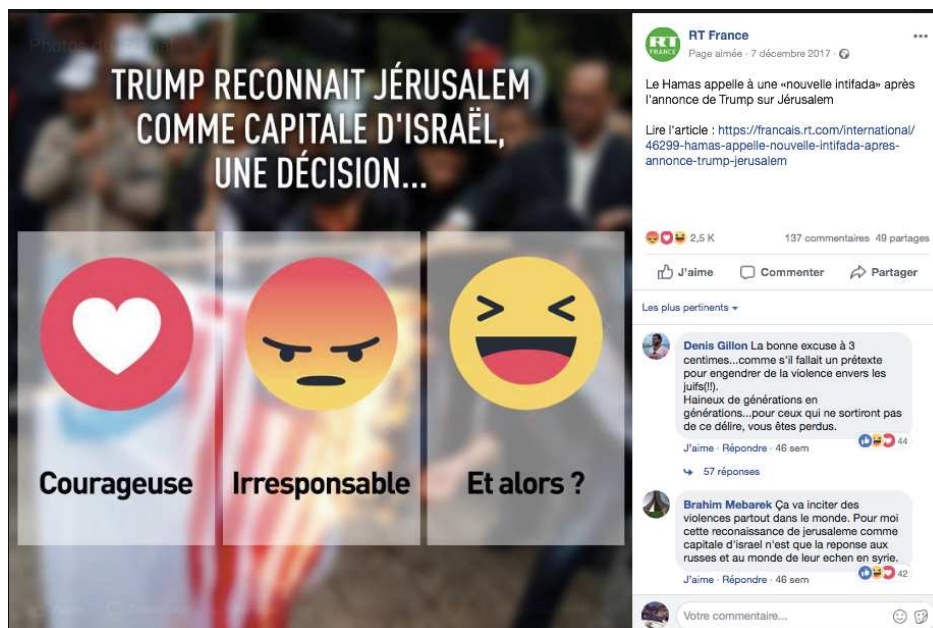 TRUMP RECONNAIT JÉRUSALEM
COMME CAPITALE D'ISRAËL,
UNE DÉCISION...
Courageuse
Irresponsable
Et alors ?
RT
FRANCE
RT France
Page aimée · 7 décembre 2017 ·
Le Hamas appelle à une «nouvelle intifada» après
l'annonce de Trump sur Jérusalem
Lire l'article : https://francais.rt.com/international/
46299-hamas-appelle-nouvelle-intifada-apres-
annonce-trump-jerusalem
2,5 K
137 commentaires 49 partages
J'aime
Commenter
Partager
Les plus pertinents
Denis Gillon La bonne excuse à 3
centimes...comme s'il fallait un prétexte
pour engendrer de la violence envers les
juifs(!!).
Haineux de générations en
générations...pour ceux qui ne sortiront pas
de ce délire, vous êtes perdus.
44
J'aime · Répondre · 46 sem
57 réponses
Brahim Mebarek Ça va inciter des
violences partout dans le monde. Pour moi
cette reconaissance de jerusaleme comme
capitale d'israel n'est que la reponse aux
russes et au monde de leur echen en syrie.
42
J'aime · Répondre · 46 sem
Votre commentaire...